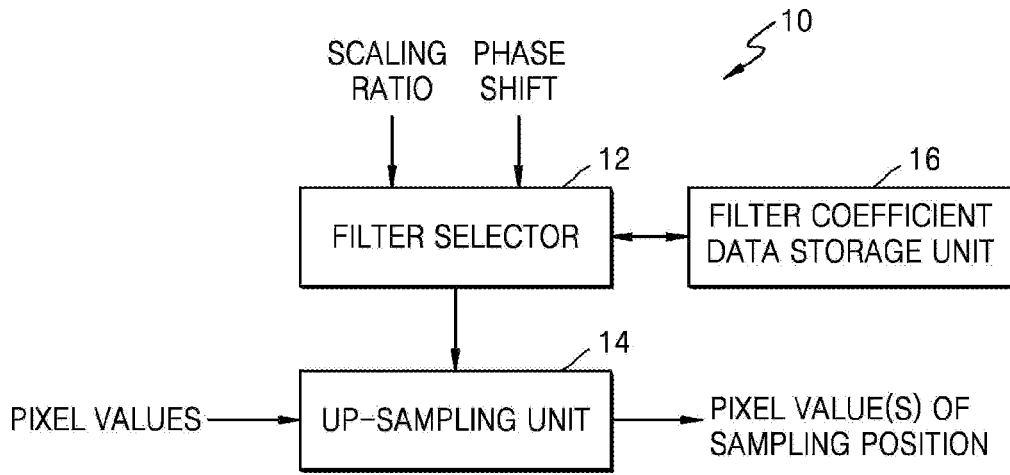 10
SCALING
RATIO
PHASE
SHIFT
12
FILTER SELECTOR
16
FILTER COEFFICIENT
DATA STORAGE UNIT
14
PIXEL VALUES
UP-SAMPLING UNIT
PIXEL VALUE(S) OF
SAMPLING POSITION